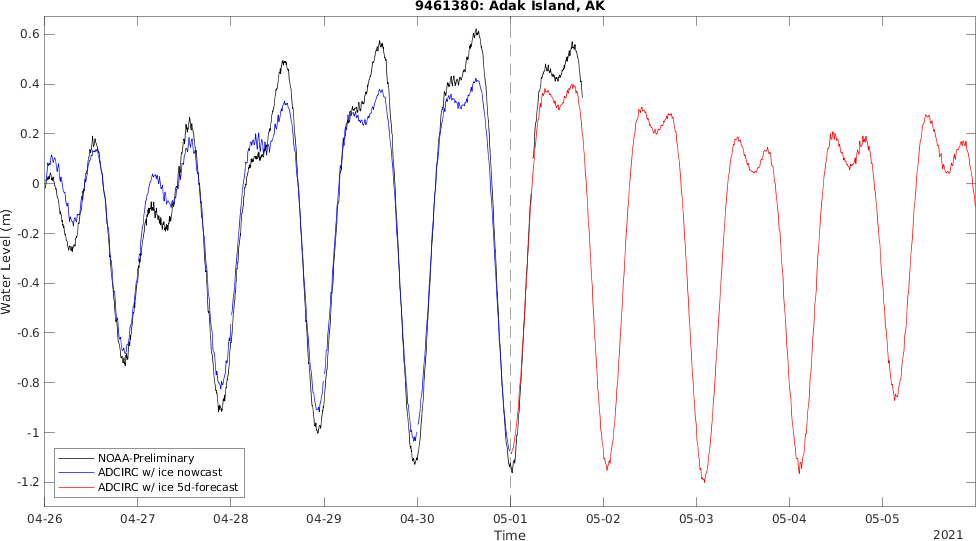 9461380: Adak Island, AK
0.6
0.4
0.2
0
-0.2
-0.4
-0.6
-0.8
-1
-1.2
Water Level (m)
NOAA-Preliminary
ADCIRC w/ ice nowcast
ADCIRC w/ ice 5d-forecast
04-26 04-27 04-28 04-29 04-30 05-01 05-02 05-03 05-04 05-05
Time
2021